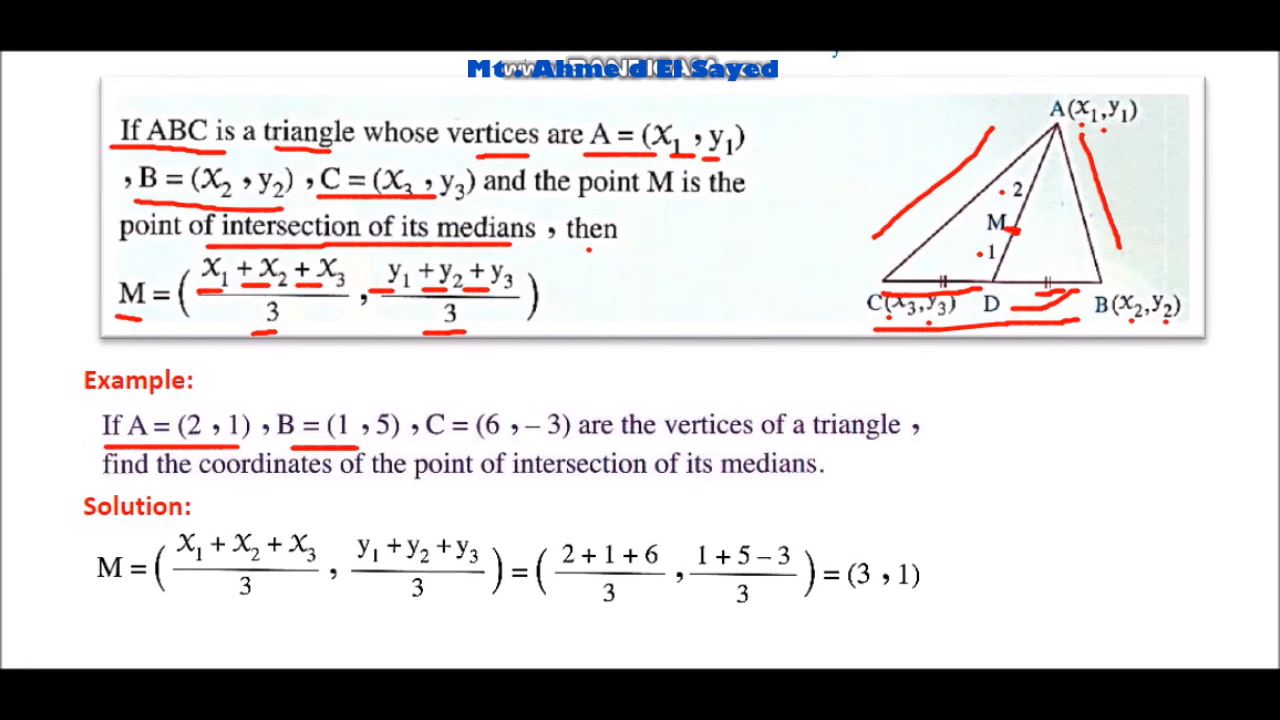 Mt. Ahme d El Sayed
If ABC is a triangle whose vertices are A = (x₁ , y₁)
, B = (x₂ , y₂) , C = (x₃ , y₃) and the point M is the
point of intersection of its medians , then
M = ( (x₁ + x₂ + x₃)/3 , (y₁ + y₂ + y₃)/3 )
A(x₁,y₁)
2
M
1
C(x₃,y₃) D B(x₂,y₂)
Example:
If A = (2 , 1) , B = (1 , 5) , C = (6 , – 3) are the vertices of a triangle ,
find the coordinates of the point of intersection of its medians.
Solution:
M = ( (x₁ + x₂ + x₃)/3 , (y₁ + y₂ + y₃)/3 ) = ( (2 + 1 + 6)/3 , (1 + 5 – 3)/3 ) = (3 , 1)